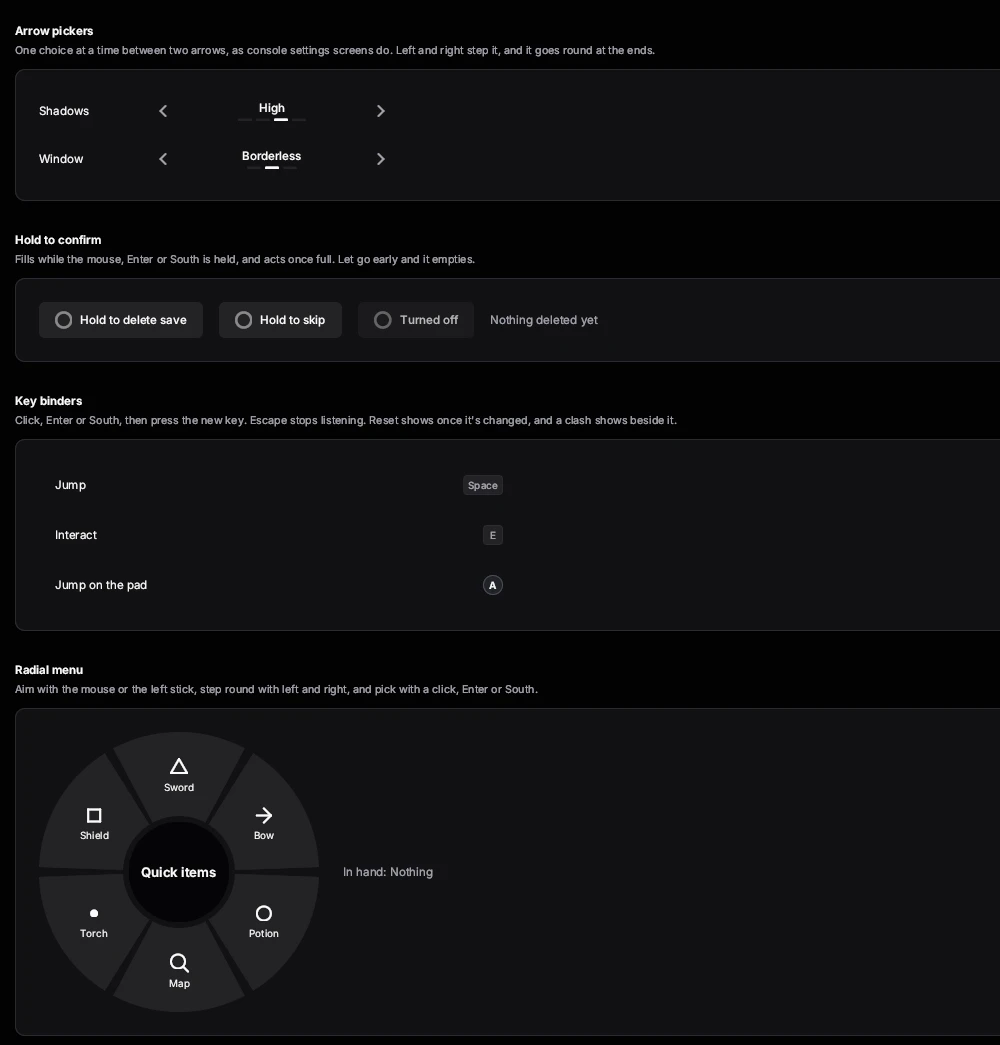 Arrow pickers
One choice at a time between two arrows, as console settings screens do. Left and right step it, and it goes round at the ends.
Shadows High
Window Borderless
Hold to confirm
Fills while the mouse, Enter or South is held, and acts once full. Let go early and it empties.
Hold to delete save Hold to skip Turned off Nothing deleted yet
Key binders
Click, Enter or South, then press the new key. Escape stops listening. Reset shows once it's changed, and a clash shows beside it.
Jump Space
Interact E
Jump on the pad A
Radial menu
Aim with the mouse or the left stick, step round with left and right, and pick with a click, Enter or South.
Sword
Shield Bow
Quick items In hand: Nothing
Torch Potion
Map